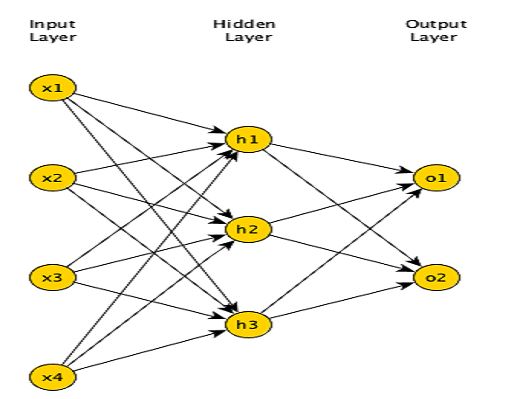 Input Layer
Hidden Layer
Output Layer
x1
x2
x3
x4
h1
h2
h3
o1
o2